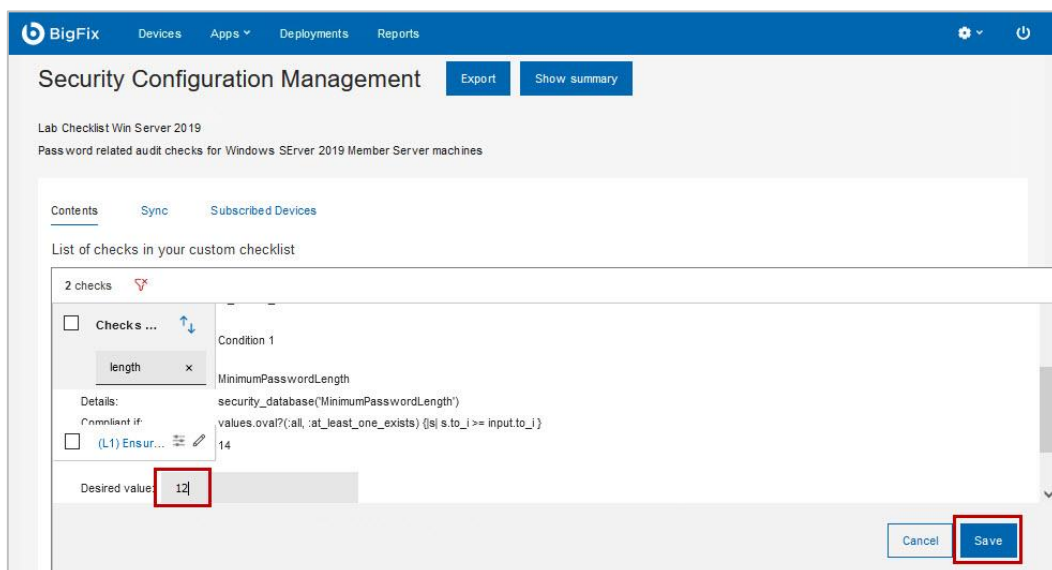 BigFix Devices Apps Deployments Reports
Security Configuration Management Export Show summary
Lab Checklist Win Server 2019
Password related audit checks for Windows SErver 2019 Member Server machines
Contents Sync Subscribed Devices
List of checks in your custom checklist
2 checks
Checks ...
Condition 1
length ×
MinimumPasswordLength
Details: security_database('MinimumPasswordLength')
Compliant if: values.oval?(:all, :at_least_one_exists) {|s| s.to_i >= input.to_i }
(L1) Ensur... 14
Desired value: 12
Cancel Save